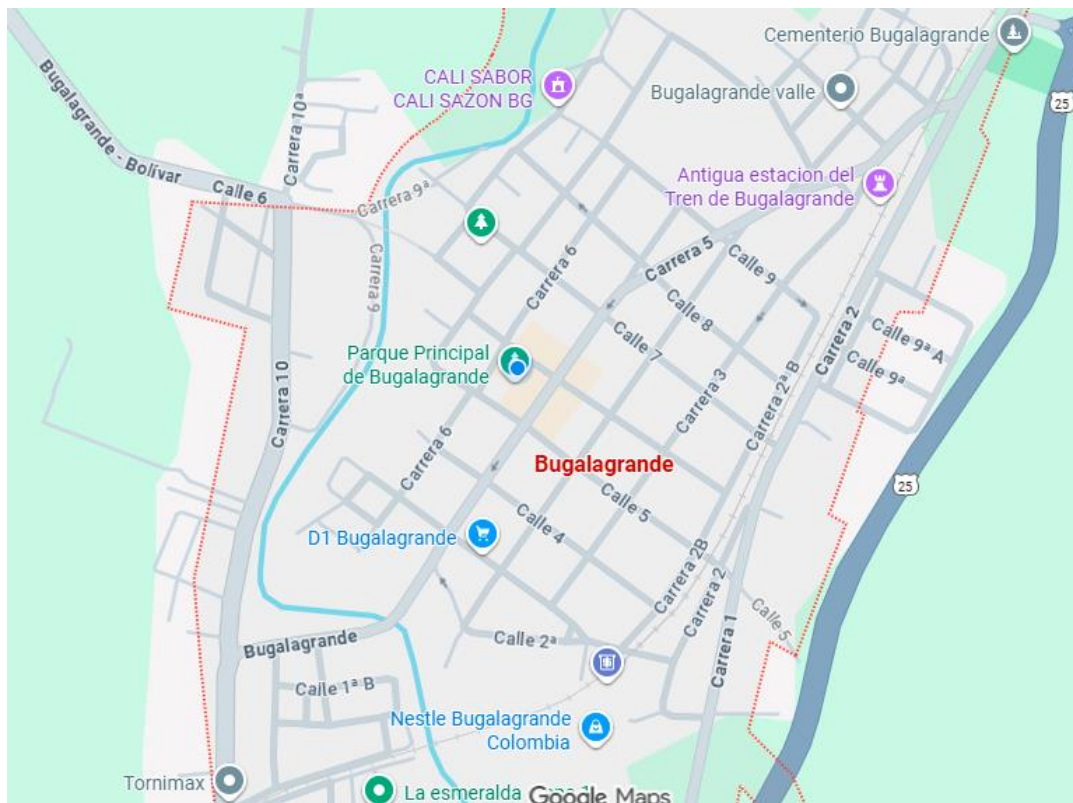 Cementerio Bugalagrande
CALI SABOR
CALI SAZON BG
Bugalagrande valle
25
Bugalagrande - Bolívar
Carrera 10ª
Calle 6
Carrera 9ª
Antigua estacion del
Tren de Bugalagrande
Carrera 9
Carrera 6
Carrera 5
Calle 9
Calle 8
Calle 7
Carrera 2
Calle 9ª A
Calle 9ª
Parque Principal
de Bugalagrande
Carrera 3
Carrera 2ª B
Carrera 10
Carrera 6
Bugalagrande
25
Calle 5
Calle 4
D1 Bugalagrande
Carrera 2B
Carrera 2
Calle 5
Bugalagrande
Calle 2ª
Carrera 1
Calle 1ª B
Nestle Bugalagrande
Colombia
Tornimax
La esmeralda
Google Maps